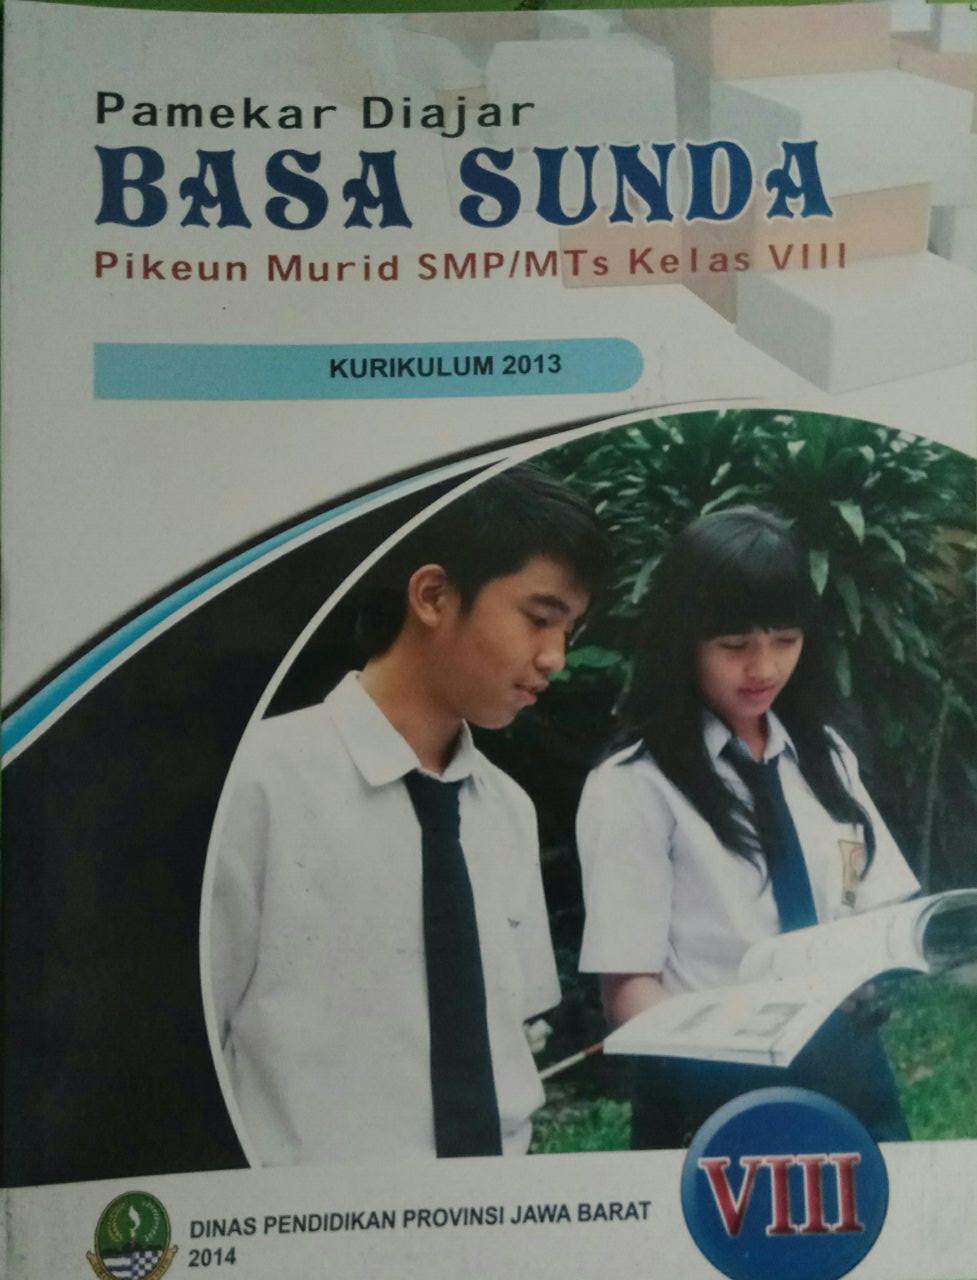 Pamekar Diajar
BASA SUNDA
Pikeun Murid SMP/MTs Kelas VIII
KURIKULUM 2013
VIII
DINAS PENDIDIKAN PROVINSI JAWA BARAT
2014